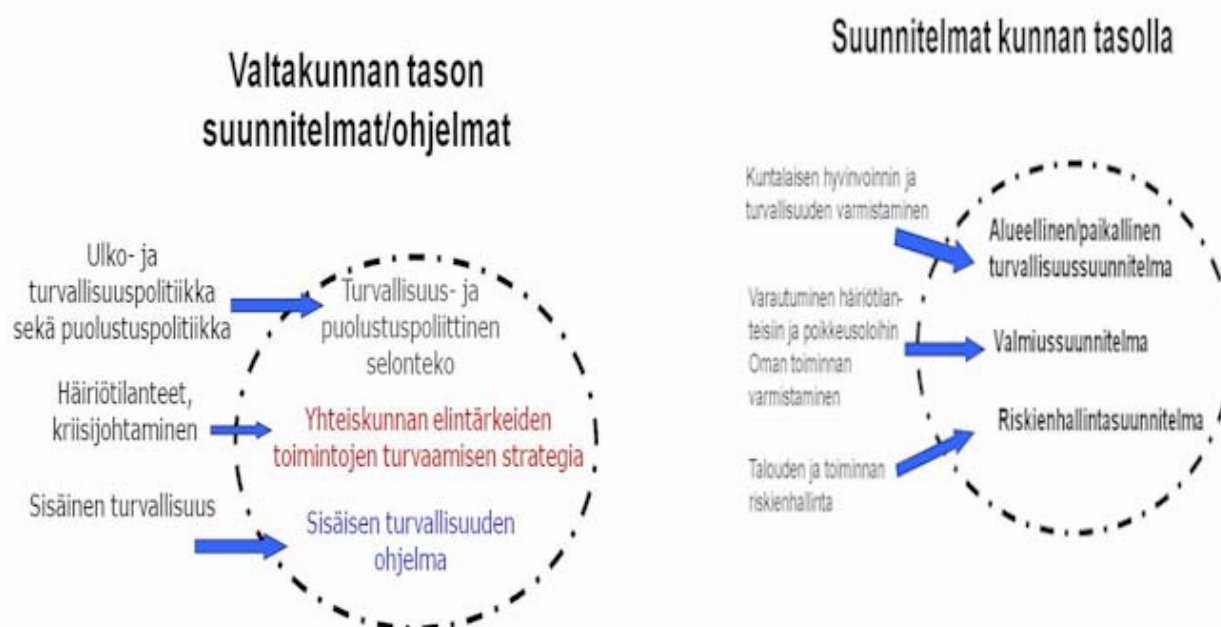 Valtakunnan tason
suunnitelmat/ohjelmat
Ulko- ja
turvallisuuspolitiikka
sekä puolustuspolitiikka
Turvallisuus- ja
puolustuspoliittinen
selonteko
Häiriötilanteet,
kriisijohtaminen
Yhteiskunnan elintärkeiden
toimintojen turvaamisen strategia
Sisäinen turvallisuus
Sisäisen turvallisuuden
ohjelma
Suunnitelmat kunnan tasolla
Kuntalaisen hyvinvoinnin ja
turvallisuuden varmistaminen
Alueellinen/paikallinen
turvallisuussuunnitelma
Varautuminen häiriötilan-
teisiin ja poikkeusoloihin
Oman toiminnan
varmistaminen
Valmiussuunnitelma
Riskienhallintasuunnitelma
Talouden ja toiminnan
riskienhallinta